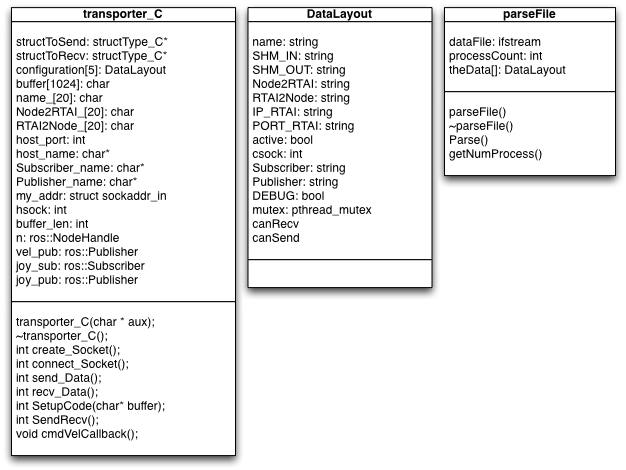 transporter_C
structToSend: structType_C*
structToRecv: structType_C*
configuration[5]: DataLayout
buffer[1024]: char
name_[20]: char
Node2RTAI_[20]: char
RTAI2Node_[20]: char
host_port: int
host_name: char*
Subscriber_name: char*
Publisher_name: char*
my_addr: struct sockaddr_in
hsock: int
buffer_len: int
n: ros::NodeHandle
vel_pub: ros::Publisher
joy_sub: ros::Subscriber
joy_pub: ros::Publisher
transporter_C(char * aux);
~transporter_C();
int create_Socket();
int connect_Socket();
int send_Data();
int recv_Data();
int SetupCode(char* buffer);
int SendRecv();
void cmdVelCallback();
DataLayout
name: string
SHM_IN: string
SHM_OUT: string
Node2RTAI: string
RTAI2Node: string
IP_RTAI: string
PORT_RTAI: string
active: bool
csock: int
Subscriber: string
Publisher: string
DEBUG: bool
mutex: pthread_mutex
canRecv
canSend
parseFile
dataFile: ifstream
processCount: int
theData[]: DataLayout
parseFile()
~parseFile()
Parse()
getNumProcess()